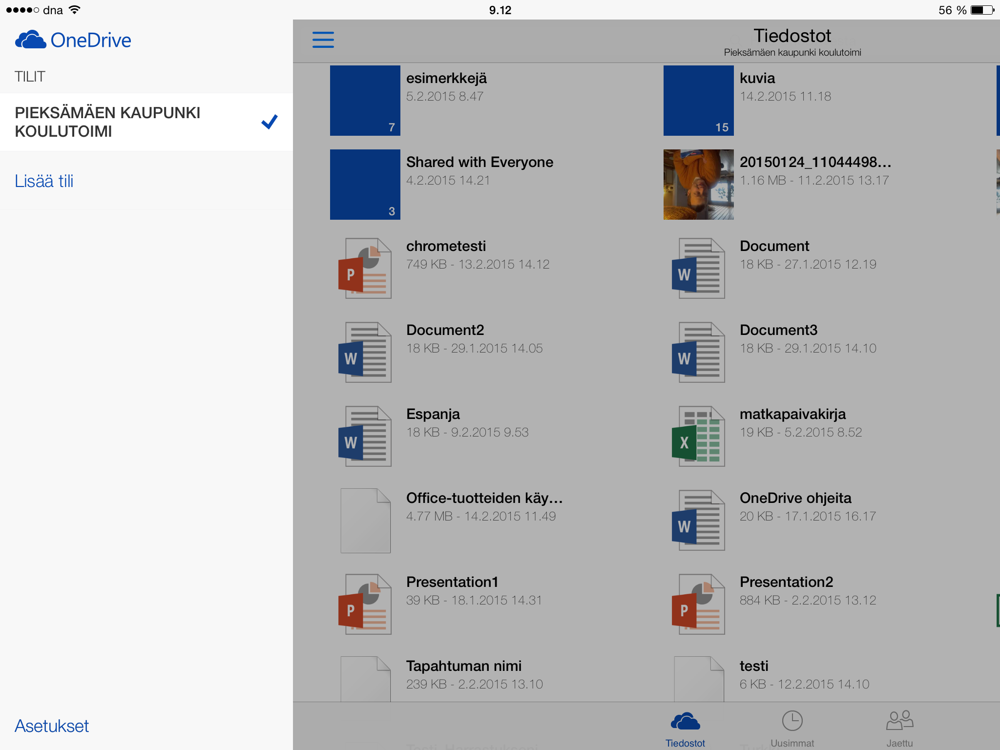 dna
9.12
56 %
OneDrive
TILIT
PIEKSÄMÄEN KAUPUNKI
KOULUTOIMI
Lisää tili
Asetukset
Tiedostot
Pieksämäen kaupunki koulutoimi
esimerkkejä
5.2.2015 8.47
7
kuvia
14.2.2015 11.18
15
Shared with Everyone
4.2.2015 14.21
3
20150124_11044498...
1.16 MB - 11.2.2015 13.17
chrometesti
749 KB - 13.2.2015 14.12
P
Document
18 KB - 27.1.2015 12.19
W
Document2
18 KB - 29.1.2015 14.05
W
Document3
18 KB - 29.1.2015 14.10
W
Espanja
18 KB - 9.2.2015 9.53
W
matkapaivakirja
19 KB - 5.2.2015 8.52
X
Office-tuotteiden käy...
4.77 MB - 14.2.2015 11.49
OneDrive ohjeita
20 KB - 17.1.2015 16.17
W
Presentation1
39 KB - 18.1.2015 14.31
P
Presentation2
884 KB - 2.2.2015 13.12
P
Tapahtuman nimi
239 KB - 2.2.2015 13.10
testi
6 KB - 12.2.2015 14.10
Tiedostot
Uusimmat
Jaettu